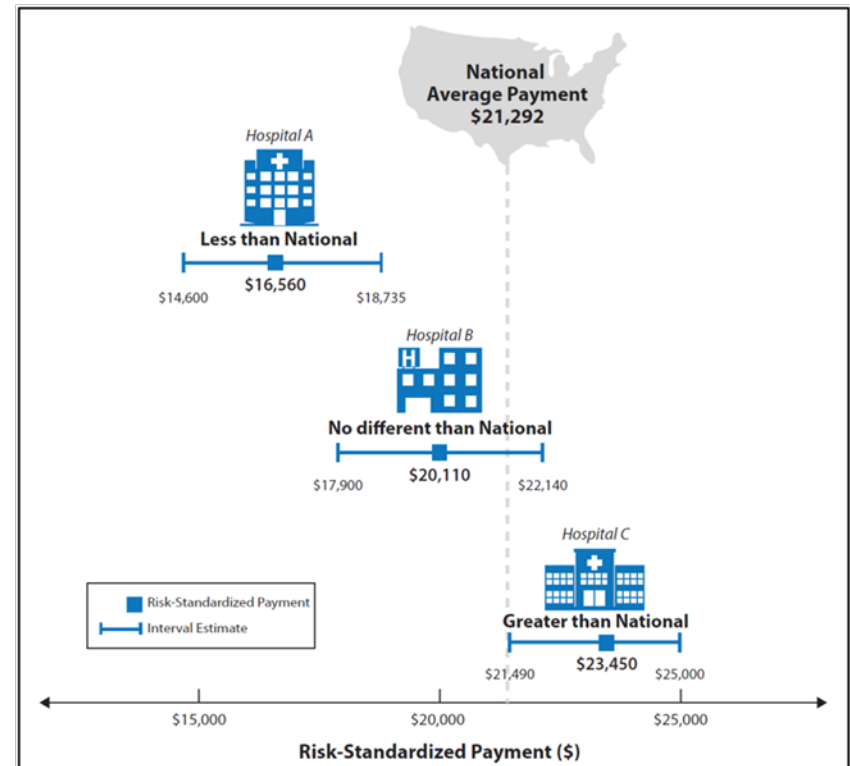 National
Average Payment
$21,292
Hospital A
Less than National
$16,560
$14,600
$18,735
Hospital B
H
No different than National
$20,110
$17,900
$22,140
Hospital C
Greater than National
$23,450
$21,490
$25,000
Risk-Standardized Payment
Interval Estimate
$15,000
$20,000
$25,000
Risk-Standardized Payment ($)